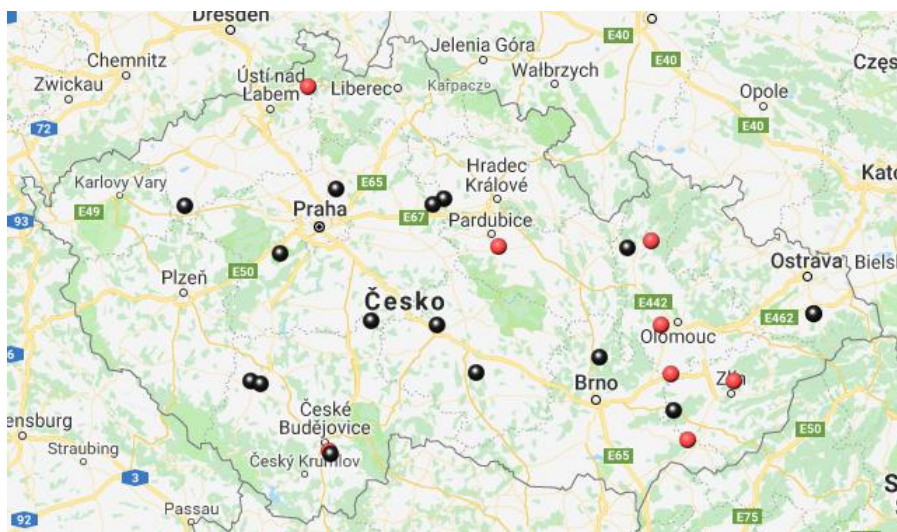 Dresden
E40
Jelenia Góra
Chemnitz
E40
Częs
Zwickau
Ústí nad
Labem
Liberec
Karpacz
Wałbrzych
Opole
E40
72
Karlovy Vary
E65
Hradec
Králové
Kato
93
E49
Praha
E67
Pardubice
Plzeň
E50
Ostrava
Bielsk
Česko
E442
E462
Olomouc
6
Brno
Zlín
České
Budějovice
ensburg
Straubing
Český Krumlov
E50
3
E65
S
Passau
92
E75